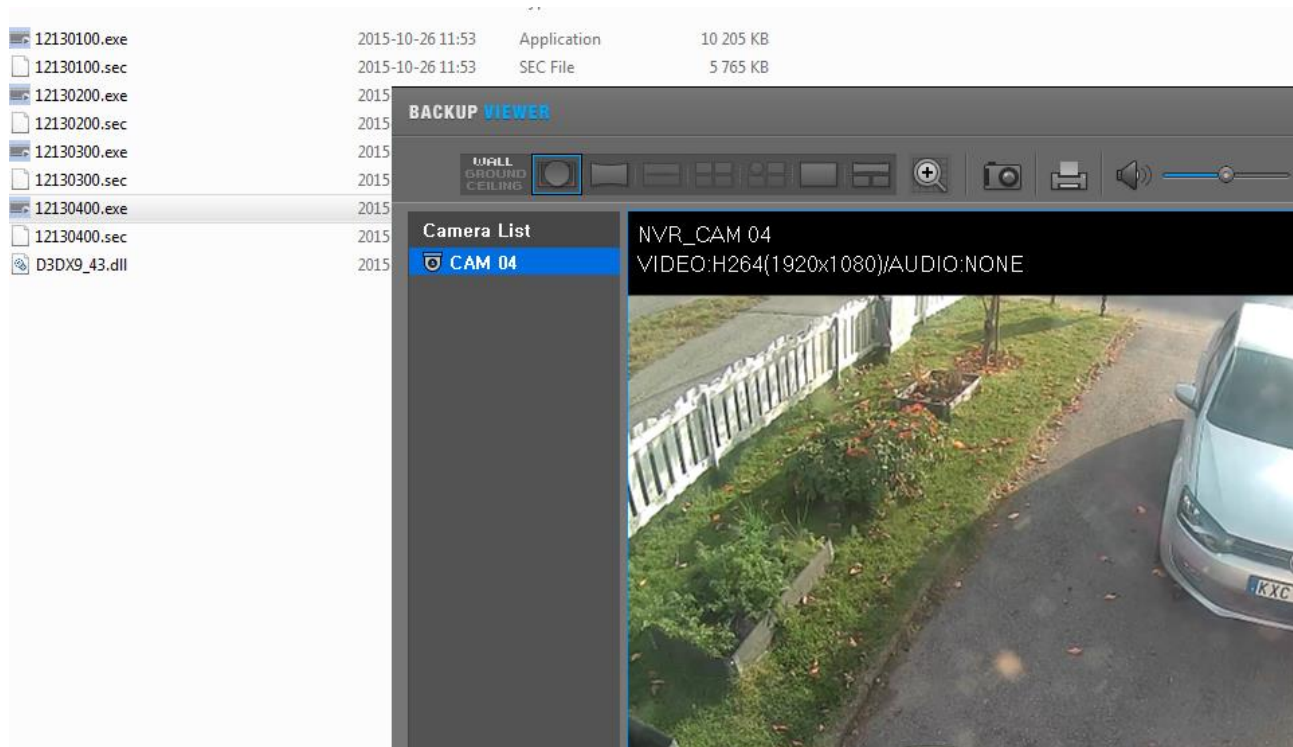 12130100.exe 2015-10-26 11:53 Application 10 205 KB
12130100.sec 2015-10-26 11:53 SEC File 5 765 KB
12130200.exe 2015
12130200.sec 2015
12130300.exe 2015
12130300.sec 2015
12130400.exe 2015
12130400.sec 2015
D3DX9_43.dll 2015
BACKUP VIEWER
WALL
GROUND
CEILING
Camera List
CAM 04
NVR_CAM 04
VIDEO:H264(1920x1080)/AUDIO:NONE
KXC